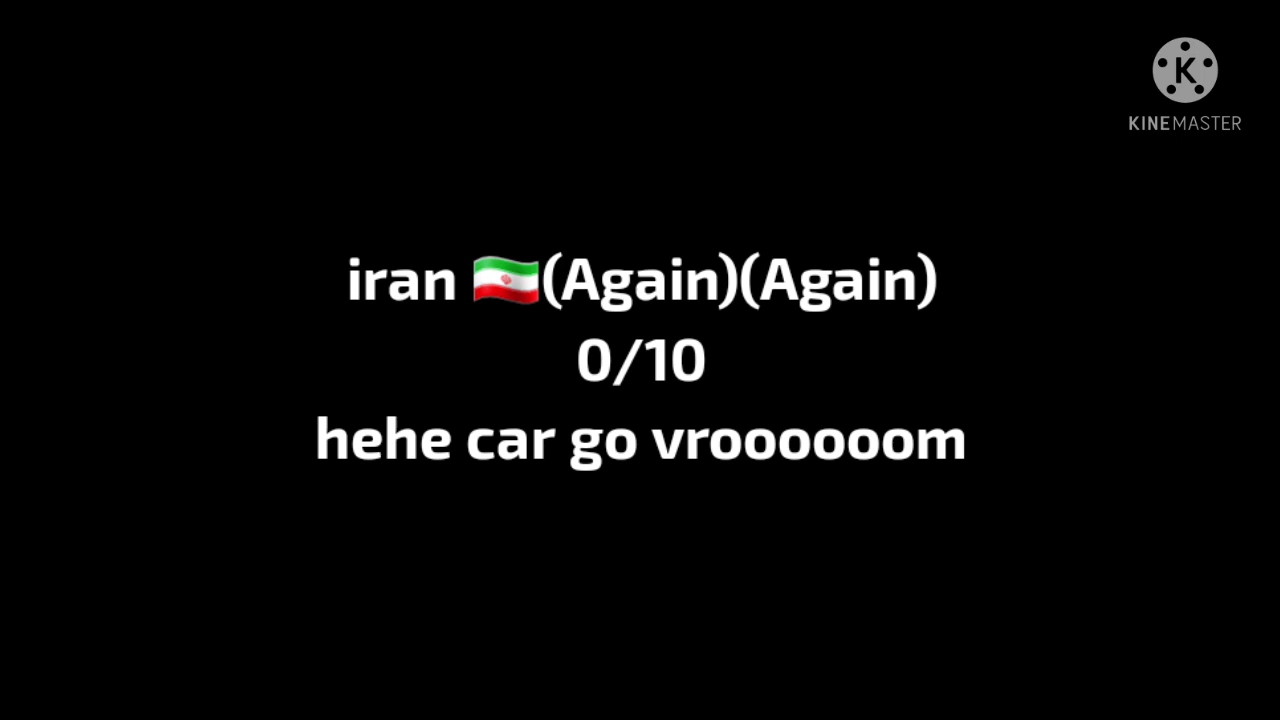 K
KINEMASTER
iran 🇮🇷(Again)(Again)
0/10
hehe car go vroooooom